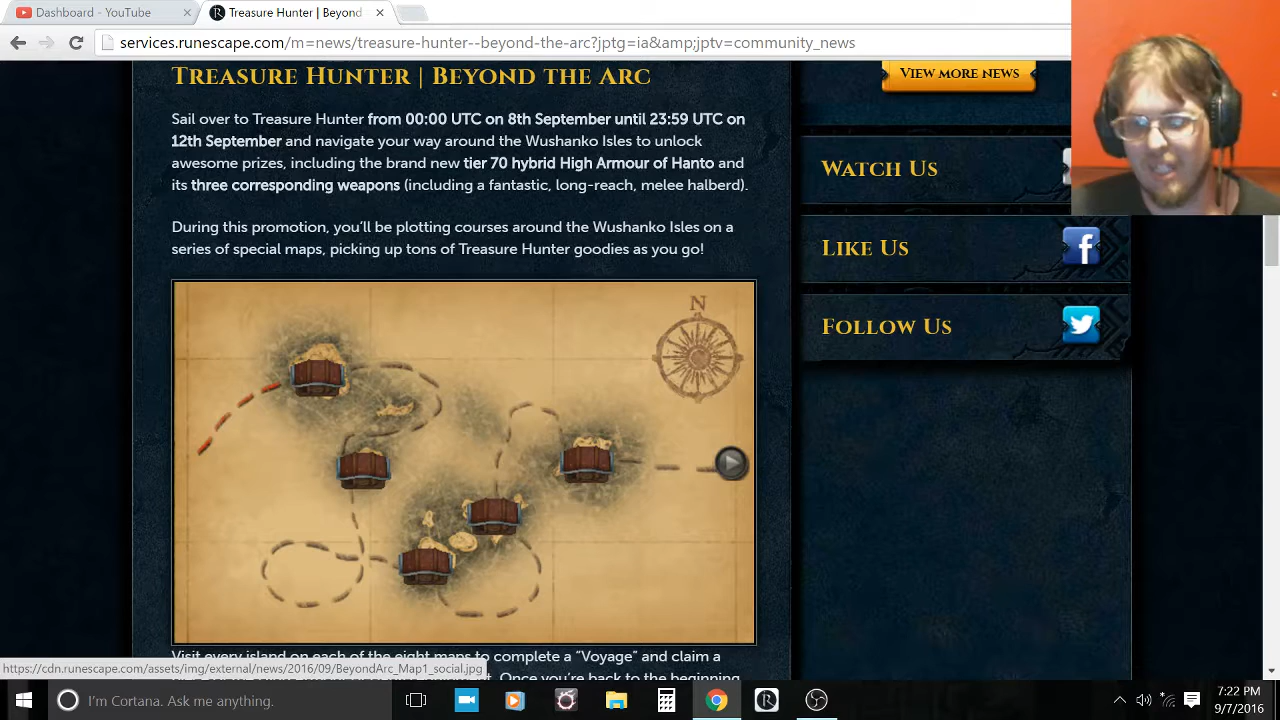 Dashboard - YouTube
Treasure Hunter | Beyond
services.runescape.com/m=news/treasure-hunter--beyond-the-arc?jptg=ia&amp;jptv=community_news
TREASURE HUNTER | BEYOND THE ARC
Sail over to Treasure Hunter from 00:00 UTC on 8th September until 23:59 UTC on
12th September and navigate your way around the Wushanko Isles to unlock
awesome prizes, including the brand new tier 70 hybrid High Armour of Hanto and
its three corresponding weapons (including a fantastic, long-reach, melee halberd).
During this promotion, you'll be plotting courses around the Wushanko Isles on a
series of special maps, picking up tons of Treasure Hunter goodies as you go!
N
Visit every island on each of the eight maps to complete a "Voyage" and claim a
VIEW MORE NEWS
WATCH US
LIKE US
FOLLOW US
https://cdn.runescape.com/assets/img/external/news/2016/09/BeyondArc_Map1_social.jpg
Once you're back to the beginning
I'm Cortana. Ask me anything.
7:22 PM
9/7/2016